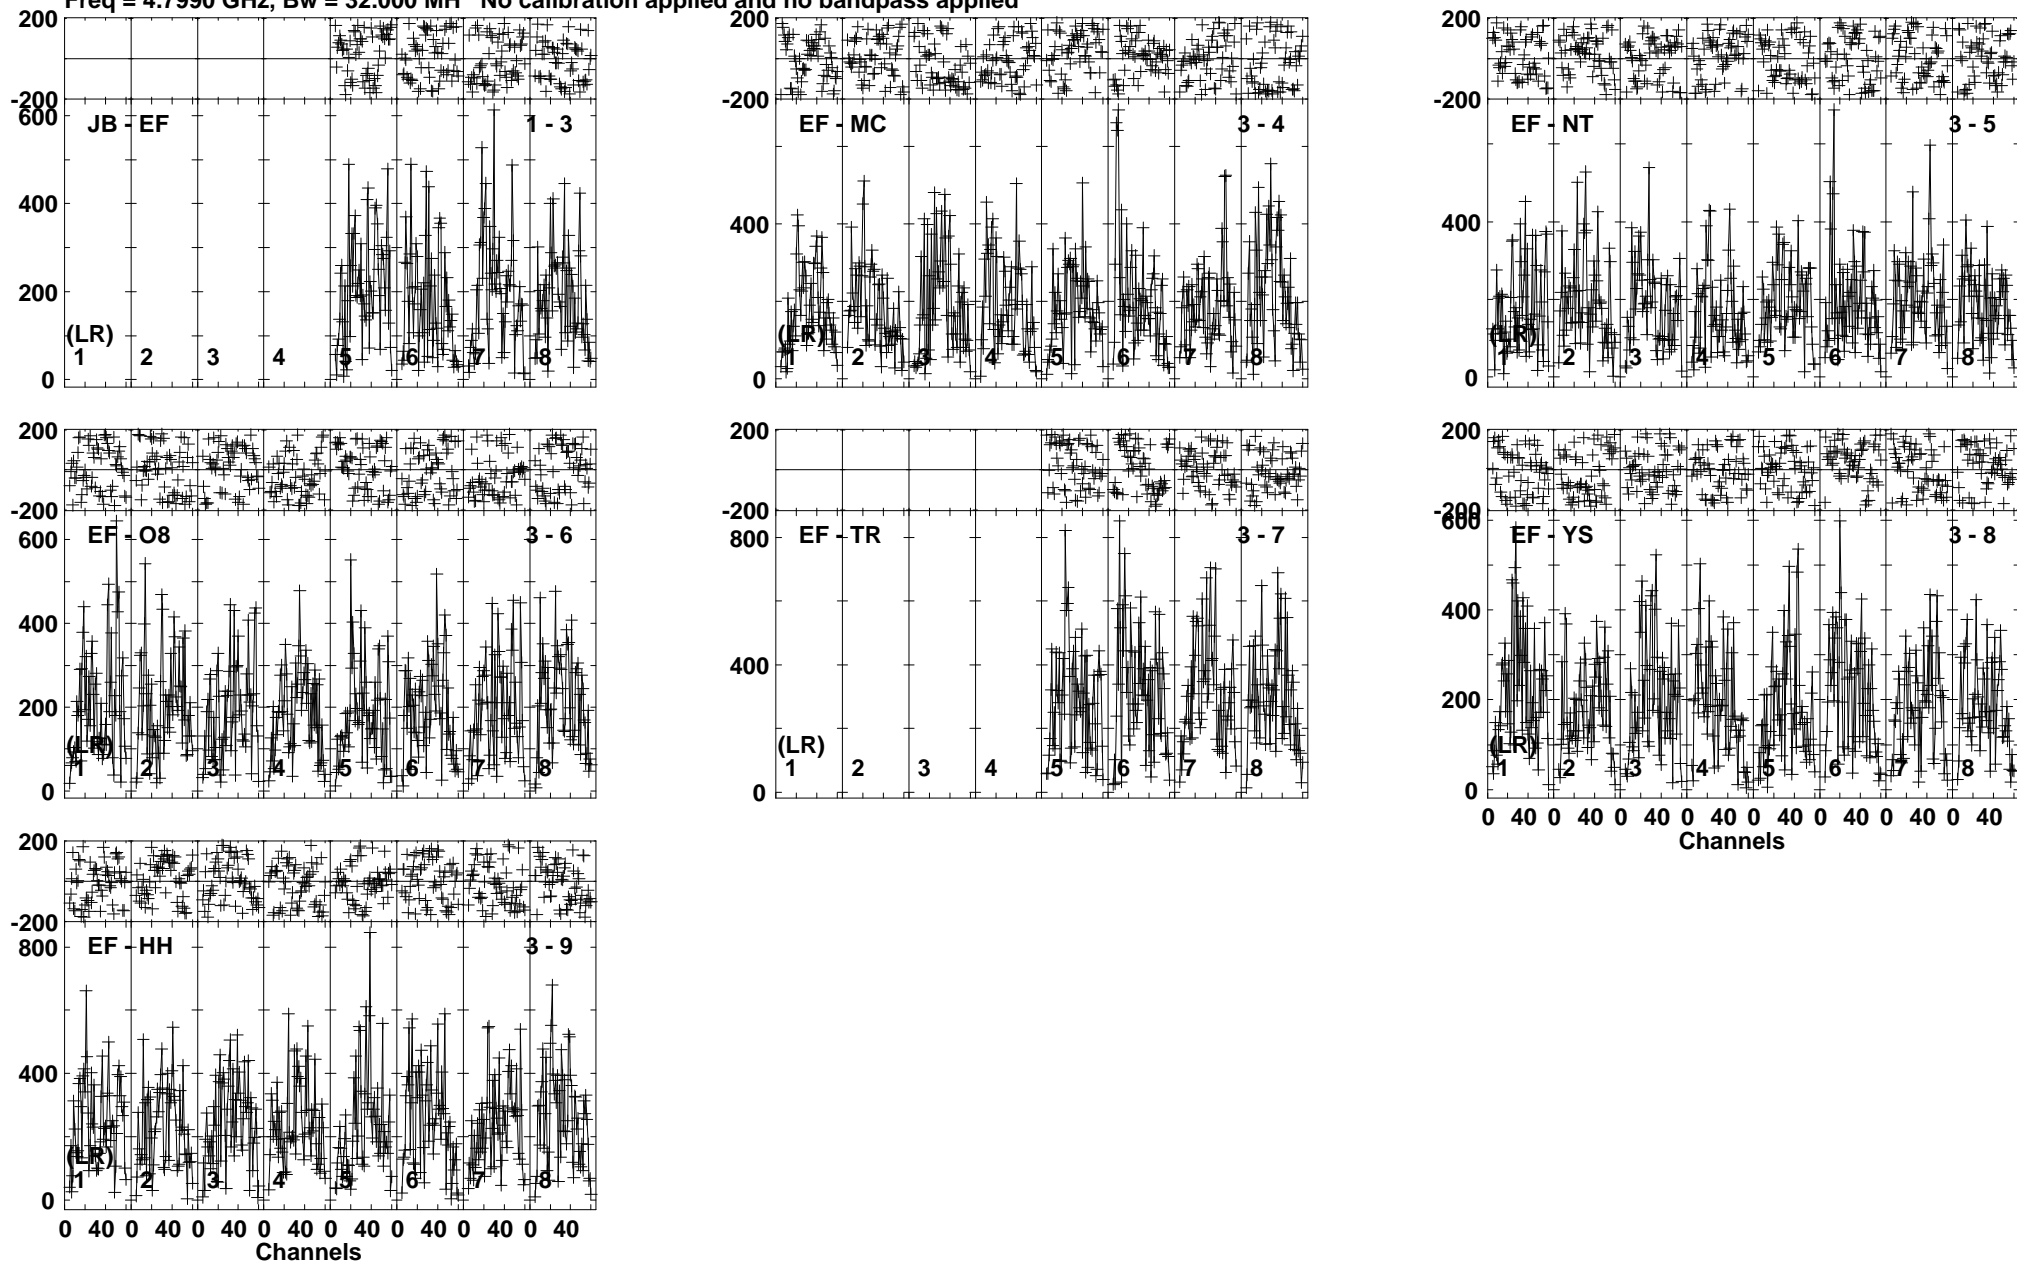 Freq = 4.7990 GHz, Bw = 32.000 MH No calibration applied and no bandpass applied
200
-200
600
400
200
0
JB - EF
1 - 3
(LR)
1 2 3 4 5 6 7 8
200
-200
400
0
EF - MC
3 - 4
(LR)
1 2 3 4 5 6 7 8
200
-200
400
0
EF - NT
3 - 5
(LR)
1 2 3 4 5 6 7 8
200
-200
600
400
200
0
EF - O8
3 - 6
(LR)
1 2 3 4 5 6 7 8
200
-200
800
400
0
EF - TR
3 - 7
(LR)
1 2 3 4 5 6 7 8
200
-200
600
400
200
0
EF - YS
3 - 8
(LR)
1 2 3 4 5 6 7 8
0 40 0 40 0 40 0 40 0 40 0 40 0 40 0 40
Channels
200
-200
800
400
0
EF - HH
3 - 9
(LR)
1 2 3 4 5 6 7 8
0 40 0 40 0 40 0 40 0 40 0 40 0 40 0 40
Channels